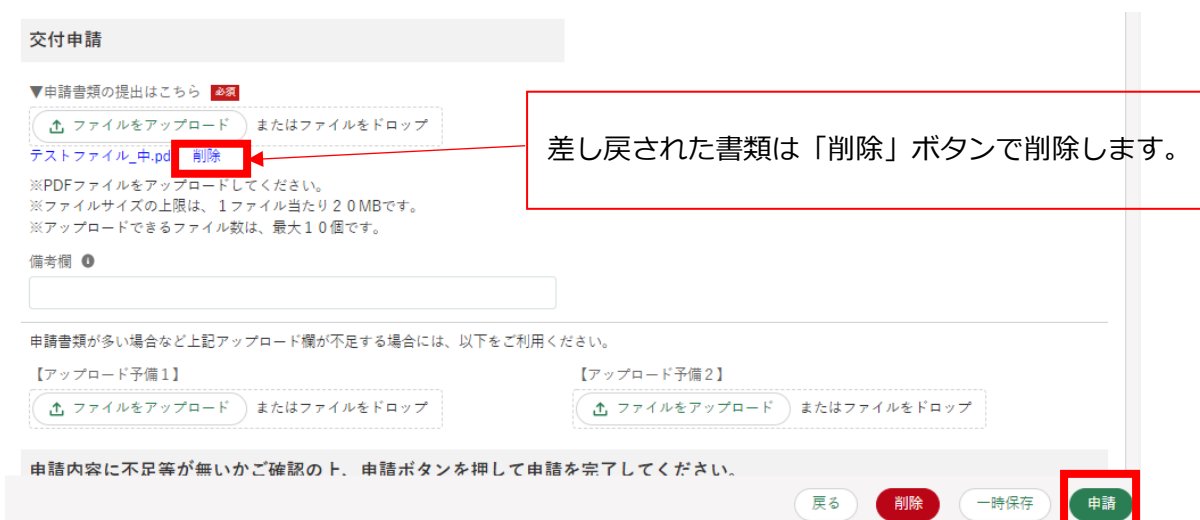 交付申請
▼申請書類の提出はこちら 必須
ファイルをアップロード またはファイルをドロップ
テストファイル_中.pd 削除
差し戻された書類は「削除」ボタンで削除します。
※PDFファイルをアップロードしてください。
※ファイルサイズの上限は、１ファイル当たり２０MBです。
※アップロードできるファイル数は、最大１０個です。
備考欄
申請書類が多い場合など上記アップロード欄が不足する場合には、以下をご利用ください。
【アップロード予備１】 【アップロード予備２】
ファイルをアップロード またはファイルをドロップ ファイルをアップロード またはファイルをドロップ
申請内容に不足等が無いかご確認の上、申請ボタンを押して申請を完了してください。
戻る 削除 一時保存 申請